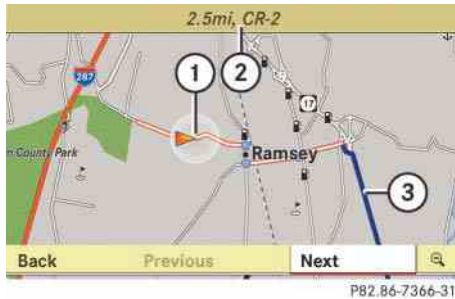 2.5mi, CR-2
1
2
287
17
n County Park
Ramsey
3
Back Previous Next
P82.86-7366-31